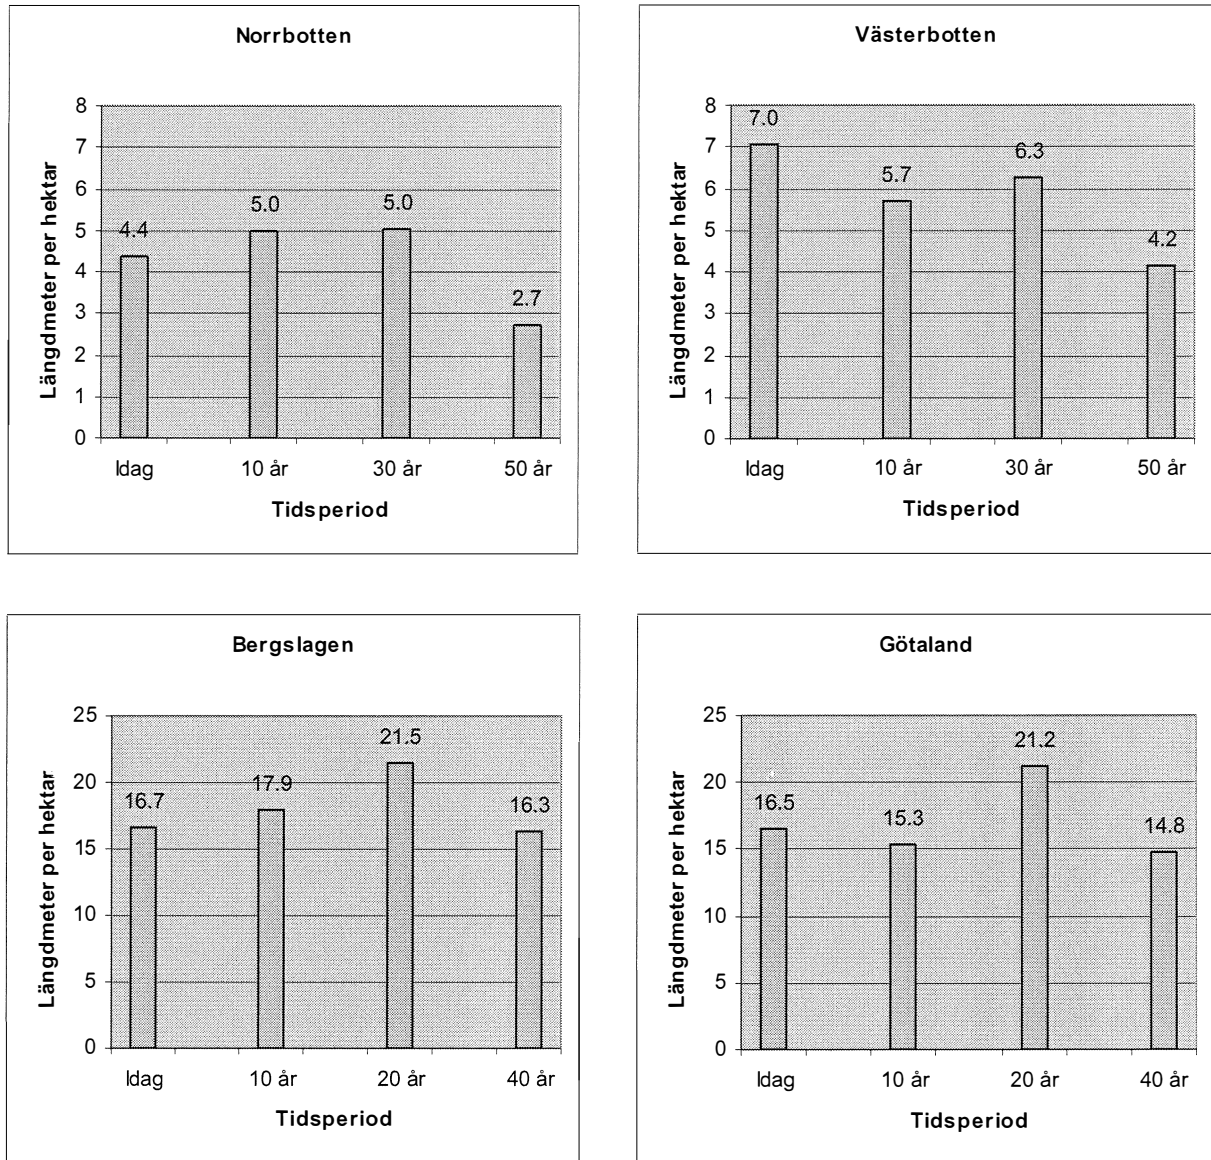 Norrbotten
Längdmeter per hektar
8
7
6
5
4
3
2
1
0
4.4
5.0
5.0
2.7
Idag 10 år 30 år 50 år
Tidsperiod
Västerbotten
Längdmeter per hektar
8
7
6
5
4
3
2
1
0
7.0
5.7
6.3
4.2
Idag 10 år 30 år 50 år
Tidsperiod
Bergslagen
Längdmeter per hektar
25
20
15
10
5
0
16.7
17.9
21.5
16.3
Idag 10 år 20 år 40 år
Tidsperiod
Götaland
Längdmeter per hektar
25
20
15
10
5
0
16.5
15.3
21.2
14.8
Idag 10 år 20 år 40 år
Tidsperiod